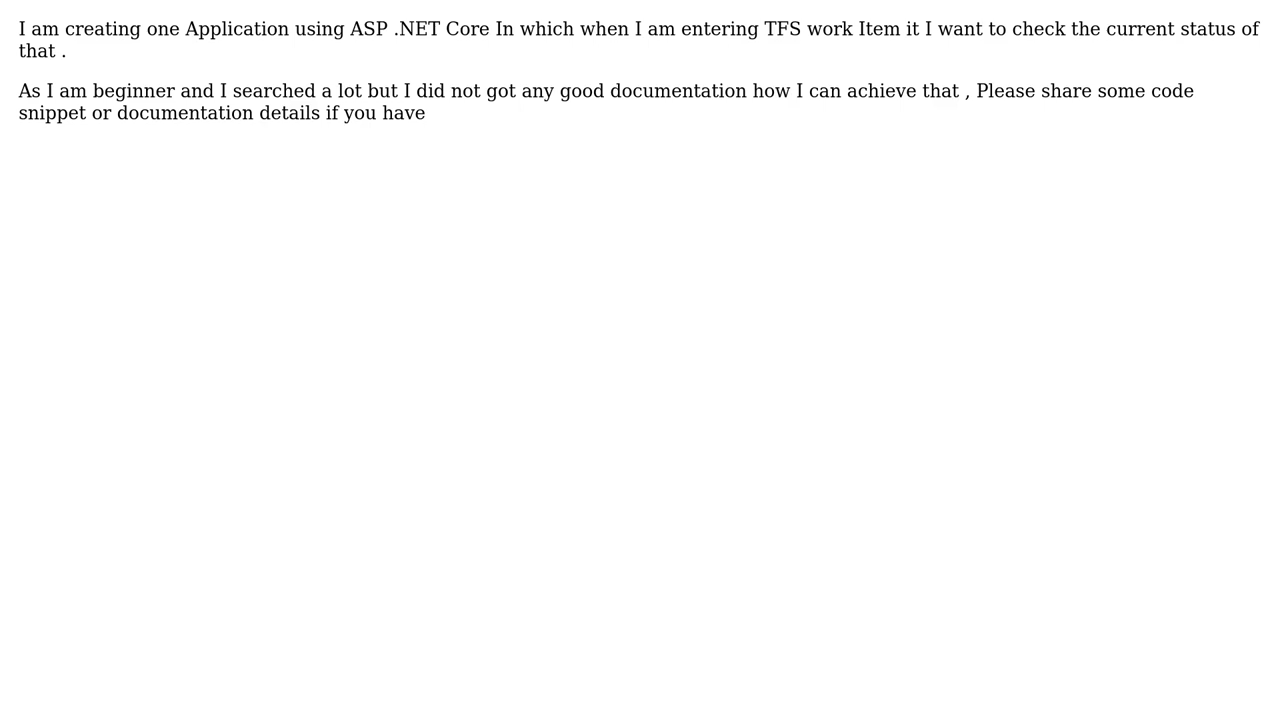 I am creating one Application using ASP .NET Core In which when I am entering TFS work Item it I want to check the current status of
that .
As I am beginner and I searched a lot but I did not got any good documentation how I can achieve that , Please share some code
snippet or documentation details if you have